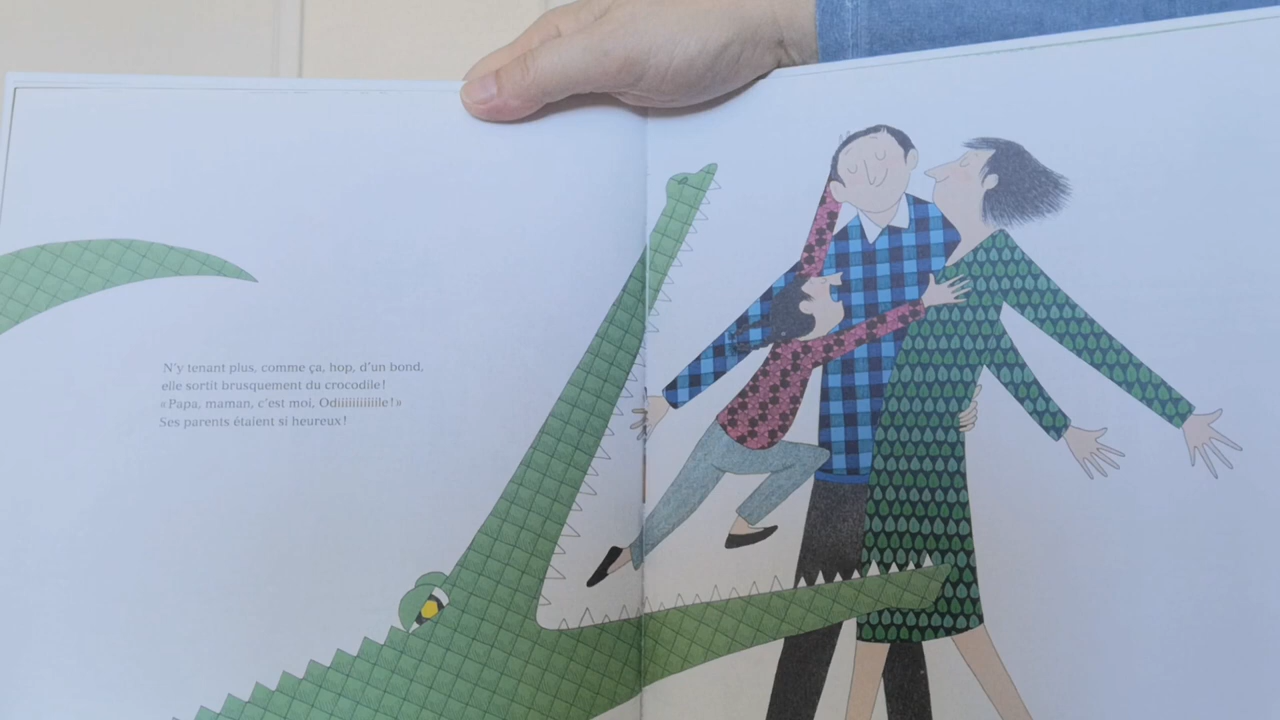 N'y tenant plus, comme ça, hop, d'un bond,
elle sortit brusquement du crocodile !
« Papa, maman, c'est moi, Odiiiiiiiiiiile ! »
Ses parents étaient si heureux !